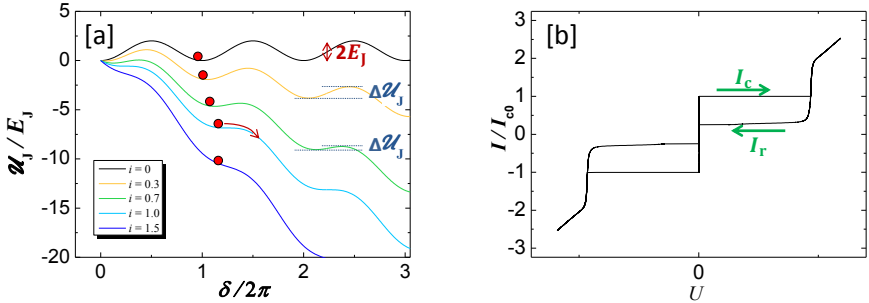 [a]
𝒰J / EJ
5
0
-5
-10
-15
-20
0
1
2
3
δ/2π
2EJ
Δ𝒰J
Δ𝒰J
i = 0
i = 0.3
i = 0.7
i = 1.0
i = 1.5
[b]
I/Ic0
3
2
1
0
-1
-2
-3
0
U
Ic
Ir